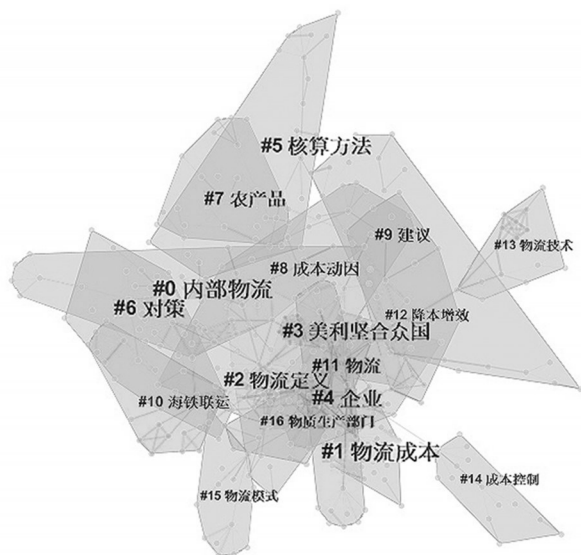 #5 核算方法
#7 农产品
#9 建议
#13 物流技术
#8 成本动因
#0 内部物流
#6 对策
#12 降本增效
#3 美利坚合众国
#11 物流
#2 物流定义
#4 企业
#10 海铁联运
#16 物质生产部门
#1 物流成本
#14 成本控制
#15 物流模式